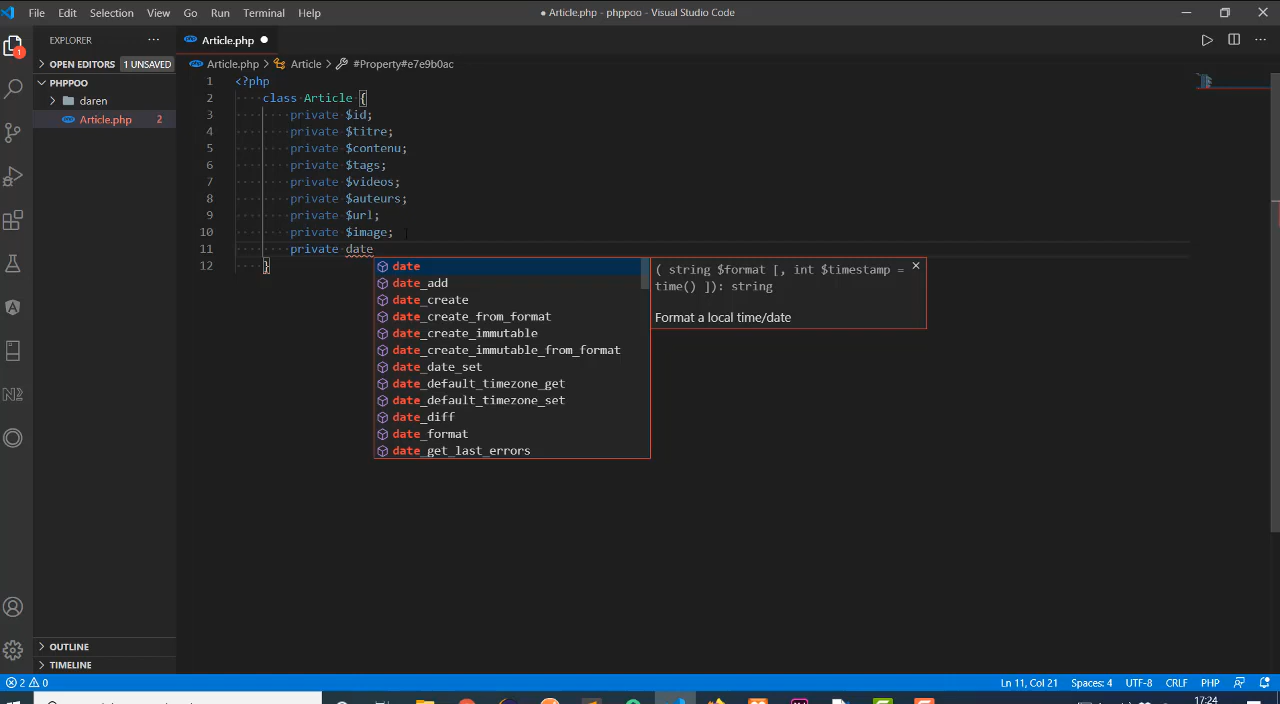 File Edit Selection View Go Run Terminal Help
● Article.php - phppoo - Visual Studio Code
EXPLORER
OPEN EDITORS 1 UNSAVED
PHPPOO
daren
Article.php 2
OUTLINE
TIMELINE
1
Article.php ●
Article.php > Article > #Property#e7e9b0ac
1 <?php
2 class Article {
3 private $id;
4 private $titre;
5 private $contenu;
6 private $tags;
7 private $videos;
8 private $auteurs;
9 private $url;
10 private $image;
11 private date
12 }
date
date_add
date_create
date_create_from_format
date_create_immutable
date_create_immutable_from_format
date_date_set
date_default_timezone_get
date_default_timezone_set
date_diff
date_format
date_get_last_errors
( string $format [, int $timestamp =
time() ]): string
Format a local time/date
2 0
Ln 11, Col 21 Spaces: 4 UTF-8 CRLF PHP
17:24